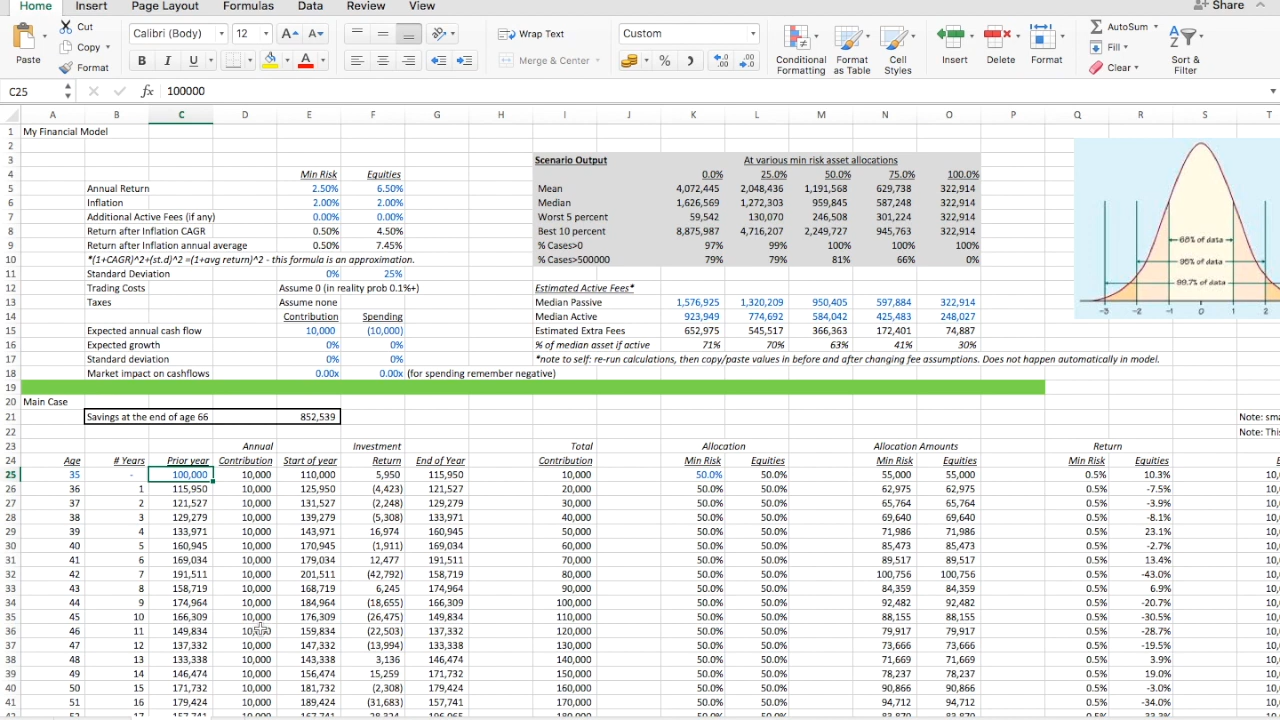 Home Insert Page Layout Formulas Data Review View Share
Cut Calibri (Body) 12 A A Wrap Text Custom AutoSum
Copy Fill
Paste Format B I U A Merge & Center % Conditional Formatting Format as Table Cell Styles Insert Delete Format Clear Sort & Filter
C25 fx 100000
A B C D E F G H I J K L M N O P Q R S T
1 My Financial Model
2
3 Scenario Output At various min risk asset allocations
4 Min Risk Equities 0.0% 25.0% 50.0% 75.0% 100.0%
5 Annual Return 2.50% 6.50% Mean 4,072,445 2,048,436 1,191,568 629,738 322,914
6 Inflation 2.00% 2.00% Median 1,626,569 1,272,303 959,845 587,248 322,914
7 Additional Active Fees (if any) 0.00% 0.00% Worst 5 percent 59,542 130,070 246,508 301,224 322,914
8 Return after Inflation CAGR 0.50% 4.50% Best 10 percent 8,875,987 4,716,207 2,249,727 945,763 322,914
9 Return after Inflation annual average 0.50% 7.45% % Cases>0 97% 99% 100% 100% 100%
10 *(1+CAGR)^2+(st.d)^2 =(1+avg return)^2 - this formula is an approximation. % Cases>500000 79% 79% 81% 66% 0%
11 Standard Deviation 0% 25%
12 Trading Costs Assume 0 (in reality prob 0.1%+) Estimated Active Fees*
13 Taxes Assume none Median Passive 1,576,925 1,320,209 950,405 597,884 322,914
14 Contribution Spending Median Active 923,949 774,692 584,042 425,483 248,027
15 Expected annual cash flow 10,000 (10,000) Estimated Extra Fees 652,975 545,517 366,363 172,401 74,887
16 Expected growth 0% 0% % of median asset if active 71% 70% 63% 41% 30%
17 Standard deviation 0% 0% *note to self: re-run calculations, then copy/paste values in before and after changing fee assumptions. Does not happen automatically in model.
18 Market impact on cashflows 0.00x 0.00x (for spending remember negative)
19
20 Main Case
21 Savings at the end of age 66 852,539 Note: sma
22 Note: This
23 Annual Investment Total Allocation Allocation Amounts Return
24 Age # Years Prior year Contribution Start of year Return End of Year Contribution Min Risk Equities Min Risk Equities Min Risk Equities
25 35 - 100,000 10,000 110,000 5,950 115,950 10,000 50.0% 50.0% 55,000 55,000 0.5% 10.3% 10,
26 36 1 115,950 10,000 125,950 (4,423) 121,527 20,000 50.0% 50.0% 62,975 62,975 0.5% -7.5% 10,
27 37 2 121,527 10,000 131,527 (2,248) 129,279 30,000 50.0% 50.0% 65,764 65,764 0.5% -3.9% 10,
28 38 3 129,279 10,000 139,279 (5,308) 133,971 40,000 50.0% 50.0% 69,640 69,640 0.5% -8.1% 10,
29 39 4 133,971 10,000 143,971 16,974 160,945 50,000 50.0% 50.0% 71,986 71,986 0.5% 23.1% 10,
30 40 5 160,945 10,000 170,945 (1,911) 169,034 60,000 50.0% 50.0% 85,473 85,473 0.5% -2.7% 10,
31 41 6 169,034 10,000 179,034 12,477 191,511 70,000 50.0% 50.0% 89,517 89,517 0.5% 13.4% 10,
32 42 7 191,511 10,000 201,511 (42,792) 158,719 80,000 50.0% 50.0% 100,756 100,756 0.5% -43.0% 10,
33 43 8 158,719 10,000 168,719 6,245 174,964 90,000 50.0% 50.0% 84,359 84,359 0.5% 6.9% 10,
34 44 9 174,964 10,000 184,964 (18,655) 166,309 100,000 50.0% 50.0% 92,482 92,482 0.5% -20.7% 10,
35 45 10 166,309 10,000 176,309 (26,475) 149,834 110,000 50.0% 50.0% 88,155 88,155 0.5% -30.5% 10,
36 46 11 149,834 159,834 (22,503) 137,332 120,000 50.0% 50.0% 79,917 79,917 0.5% -28.7% 10,
37 47 12 137,332 10,000 147,332 (13,994) 133,338 130,000 50.0% 50.0% 73,666 73,666 0.5% -19.5% 10,
38 48 13 133,338 10,000 143,338 3,136 146,474 140,000 50.0% 50.0% 71,669 71,669 0.5% 3.9% 10,
39 49 14 146,474 10,000 156,474 15,259 171,732 150,000 50.0% 50.0% 78,237 78,237 0.5% 19.0% 10,
40 50 15 171,732 10,000 181,732 (2,308) 179,424 160,000 50.0% 50.0% 90,866 90,866 0.5% -3.0% 10,
41 51 16 179,424 10,000 189,424 (31,683) 157,741 170,000 50.0% 50.0% 94,712 94,712 0.5% -34.0% 10,
68% of data
95% of data
99.7% of data
-3 -2 -1 0 1 2